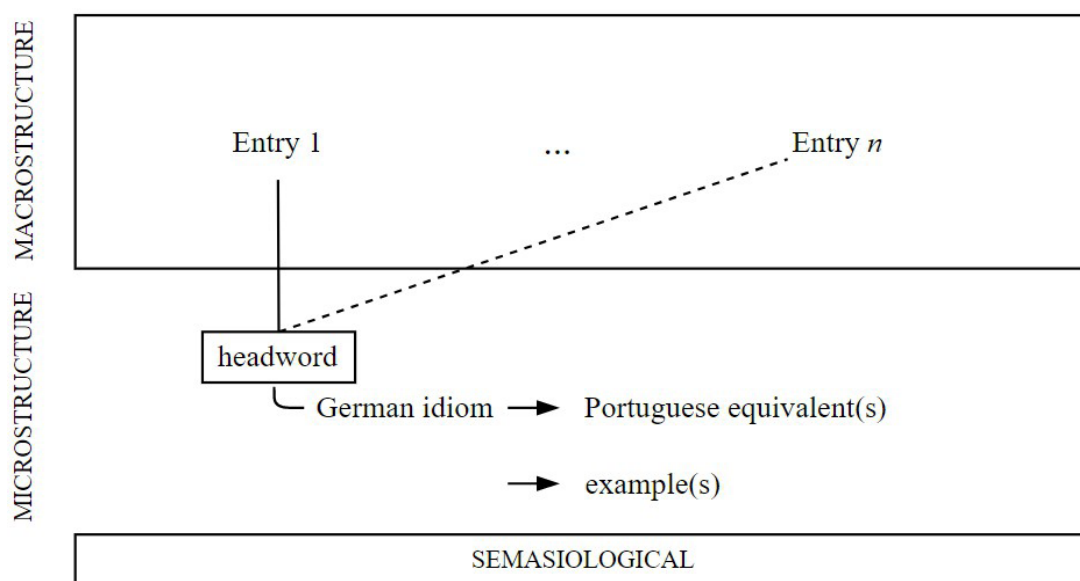 MACROSTRUCTURE
Entry 1 ... Entry n
MICROSTRUCTURE
headword
German idiom Portuguese equivalent(s)
example(s)
SEMASIOLOGICAL